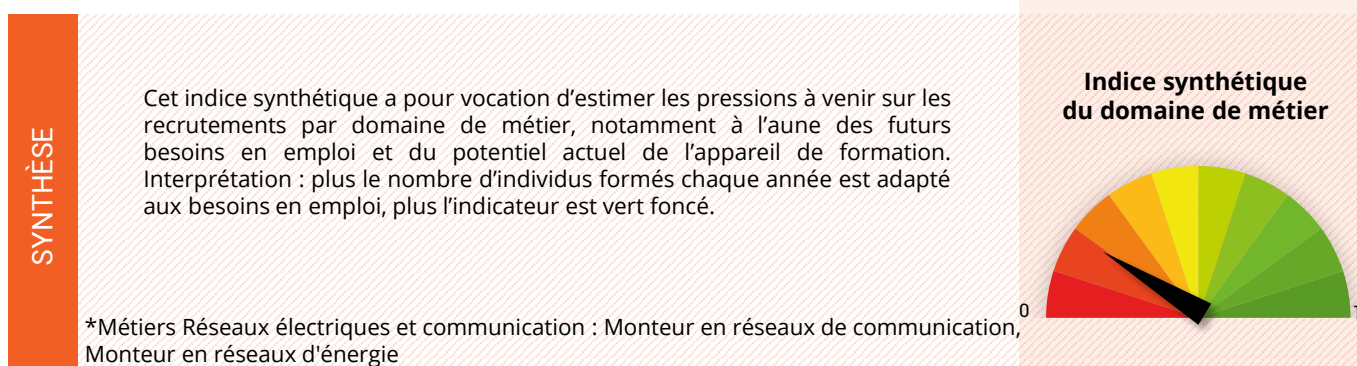 SYNTHÈSE
Cet indice synthétique a pour vocation d’estimer les pressions à venir sur les
recrutements par domaine de métier, notamment à l’aune des futurs
besoins en emploi et du potentiel actuel de l’appareil de formation.
Interprétation : plus le nombre d’individus formés chaque année est adapté
aux besoins en emploi, plus l’indicateur est vert foncé.
*Métiers Réseaux électriques et communication : Monteur en réseaux de communication,
Monteur en réseaux d'énergie
Indice synthétique
du domaine de métier
0